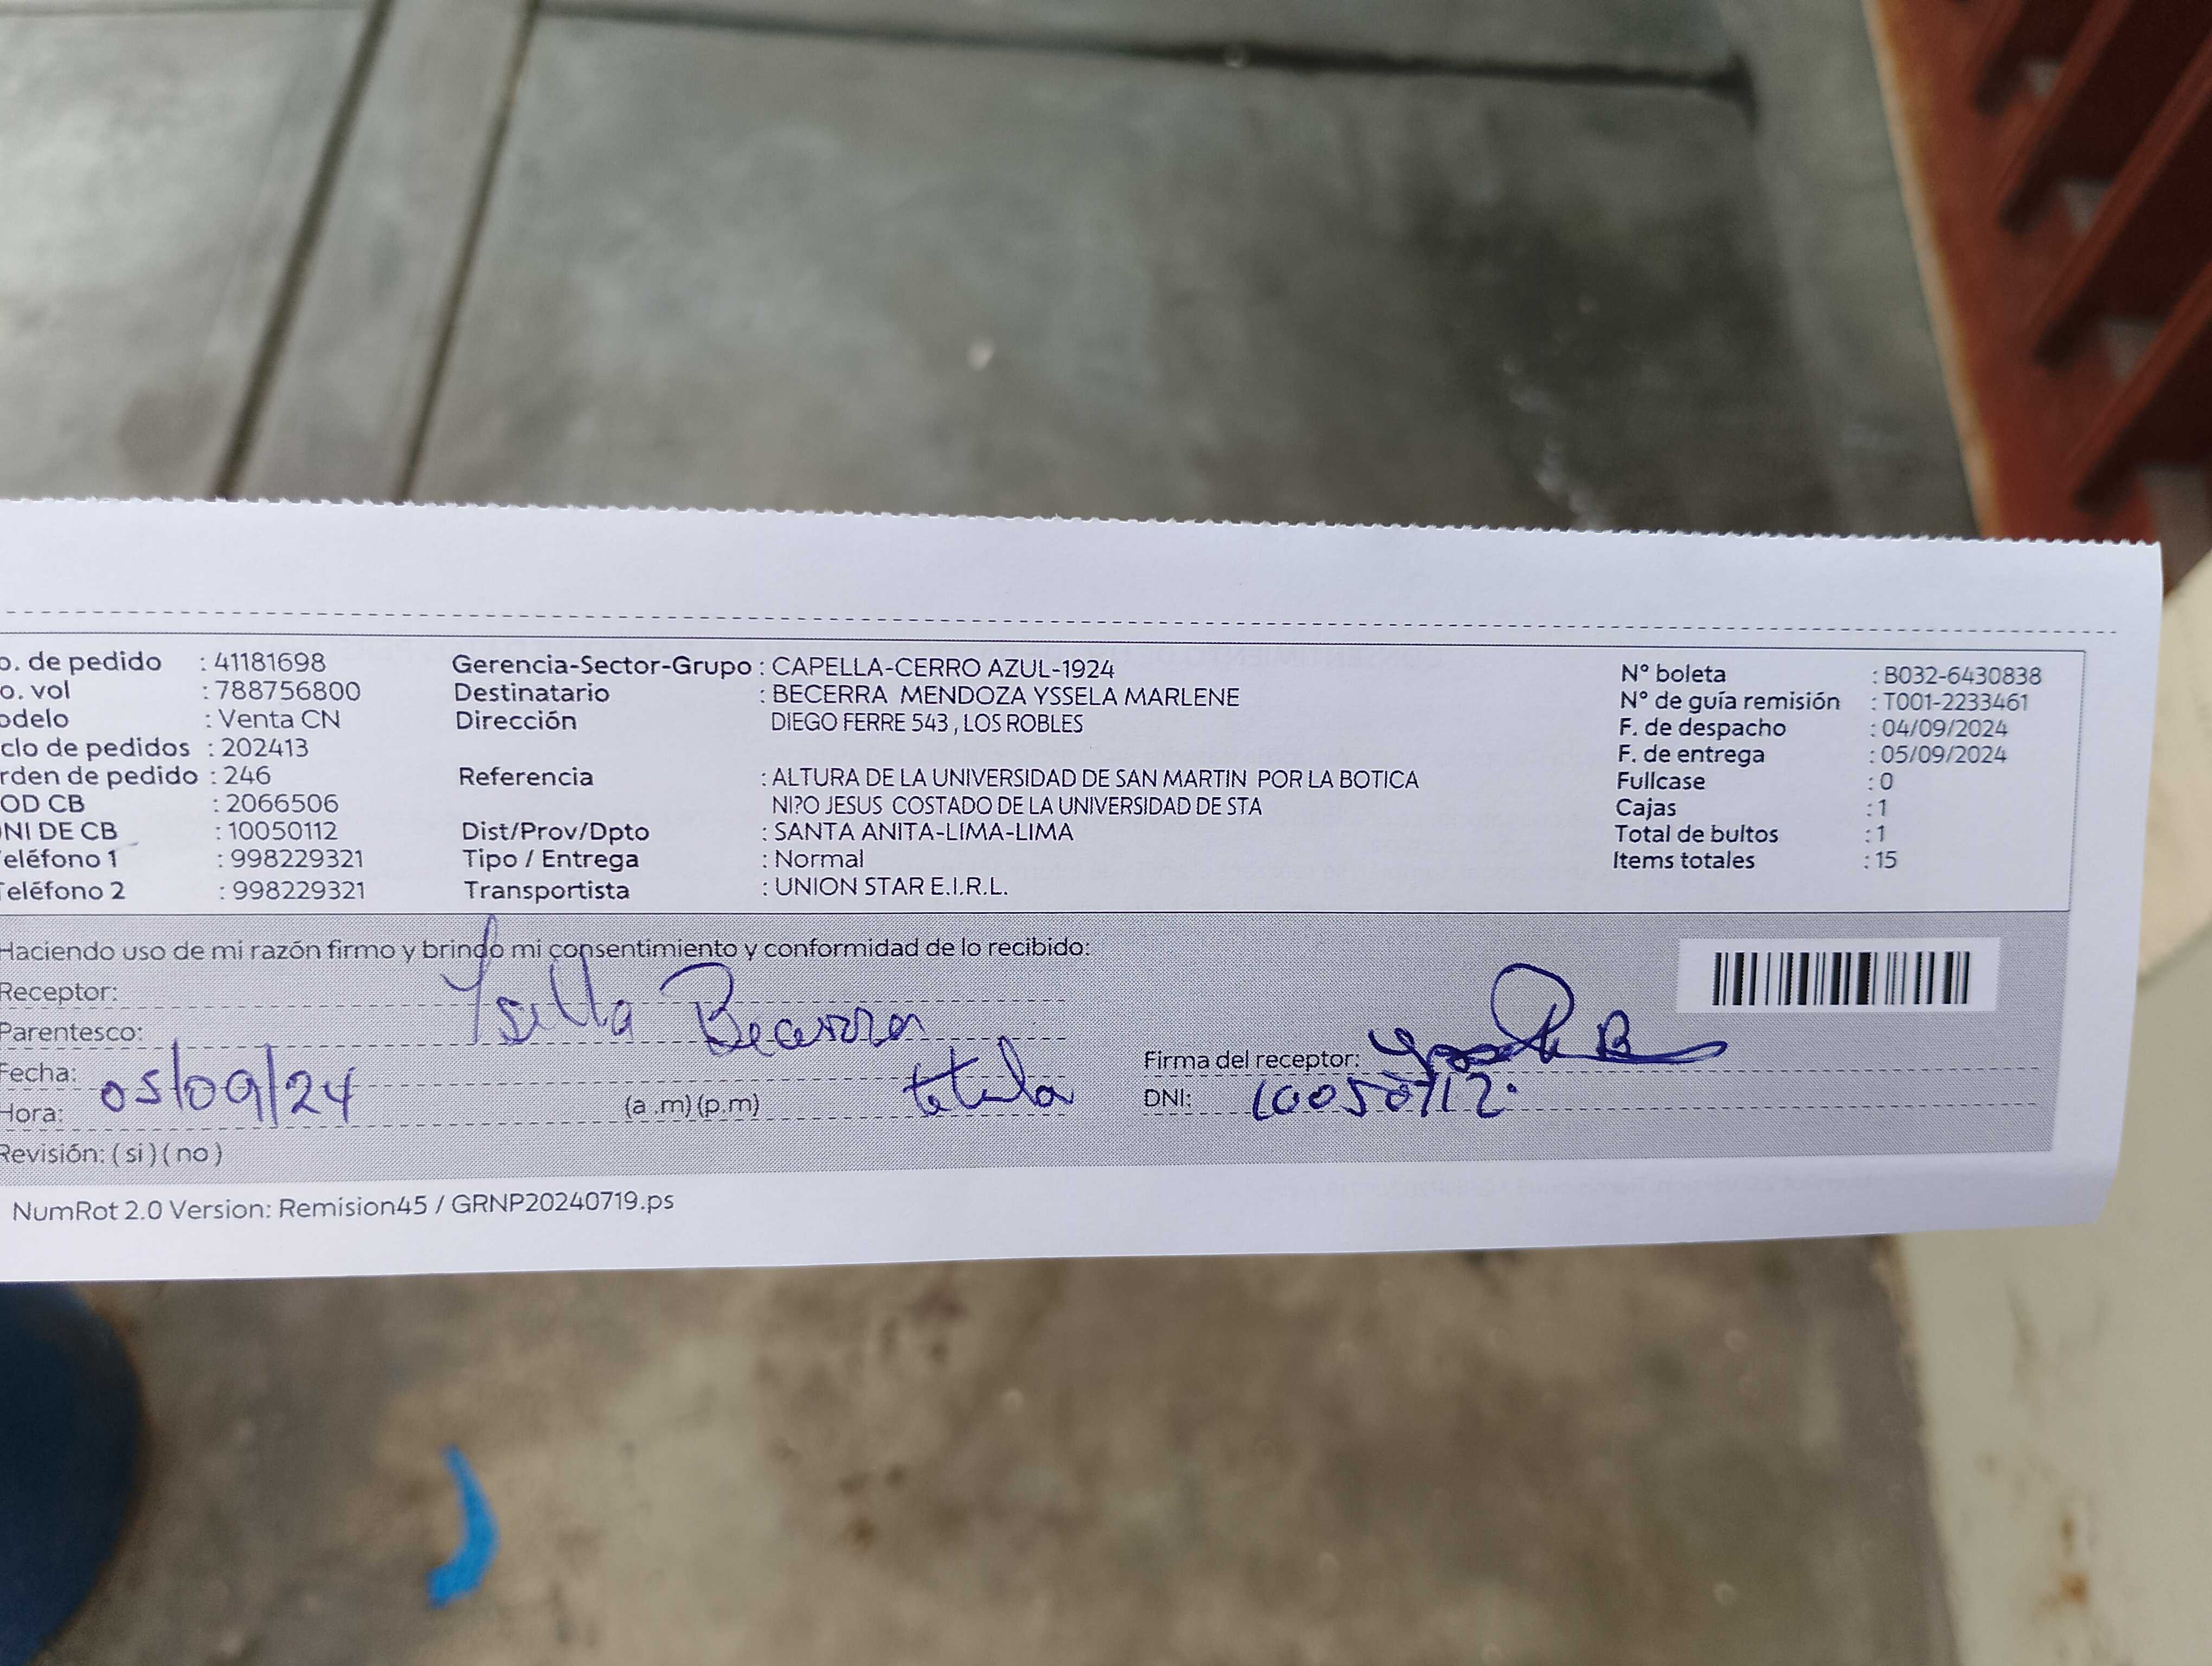 o. de pedido : 41181698
o. vol : 788756800
odelo : Venta CN
clo de pedidos : 202413
rden de pedido : 246
OD CB : 2066506
NI DE CB : 10050112
eléfono 1 : 998229321
Teléfono 2 : 998229321
Gerencia-Sector-Grupo : CAPELLA-CERRO AZUL-1924
Destinatario : BECERRA MENDOZA YSSELA MARLENE
Dirección DIEGO FERRE 543 , LOS ROBLES
Referencia : ALTURA DE LA UNIVERSIDAD DE SAN MARTIN POR LA BOTICA
NI?O JESUS COSTADO DE LA UNIVERSIDAD DE STA
Dist/Prov/Dpto : SANTA ANITA-LIMA-LIMA
Tipo / Entrega : Normal
Transportista : UNION STAR E.I.R.L.
N° boleta : B032-6430838
N° de guía remisión : T001-2233461
F. de despacho : 04/09/2024
F. de entrega : 05/09/2024
Fullcase : 0
Cajas : 1
Total de bultos : 1
Items totales : 15
Haciendo uso de mi razón firmo y brindo mi consentimiento y conformidad de lo recibido:
Receptor:
Ysella Becerra
Parentesco:
Fecha: 05/09/24
Hora: (a .m) (p.m)
Revisión: ( si ) ( no )
Firma del receptor:
DNI:
NumRot 2.0 Version: Remision45 / GRNP20240719.ps